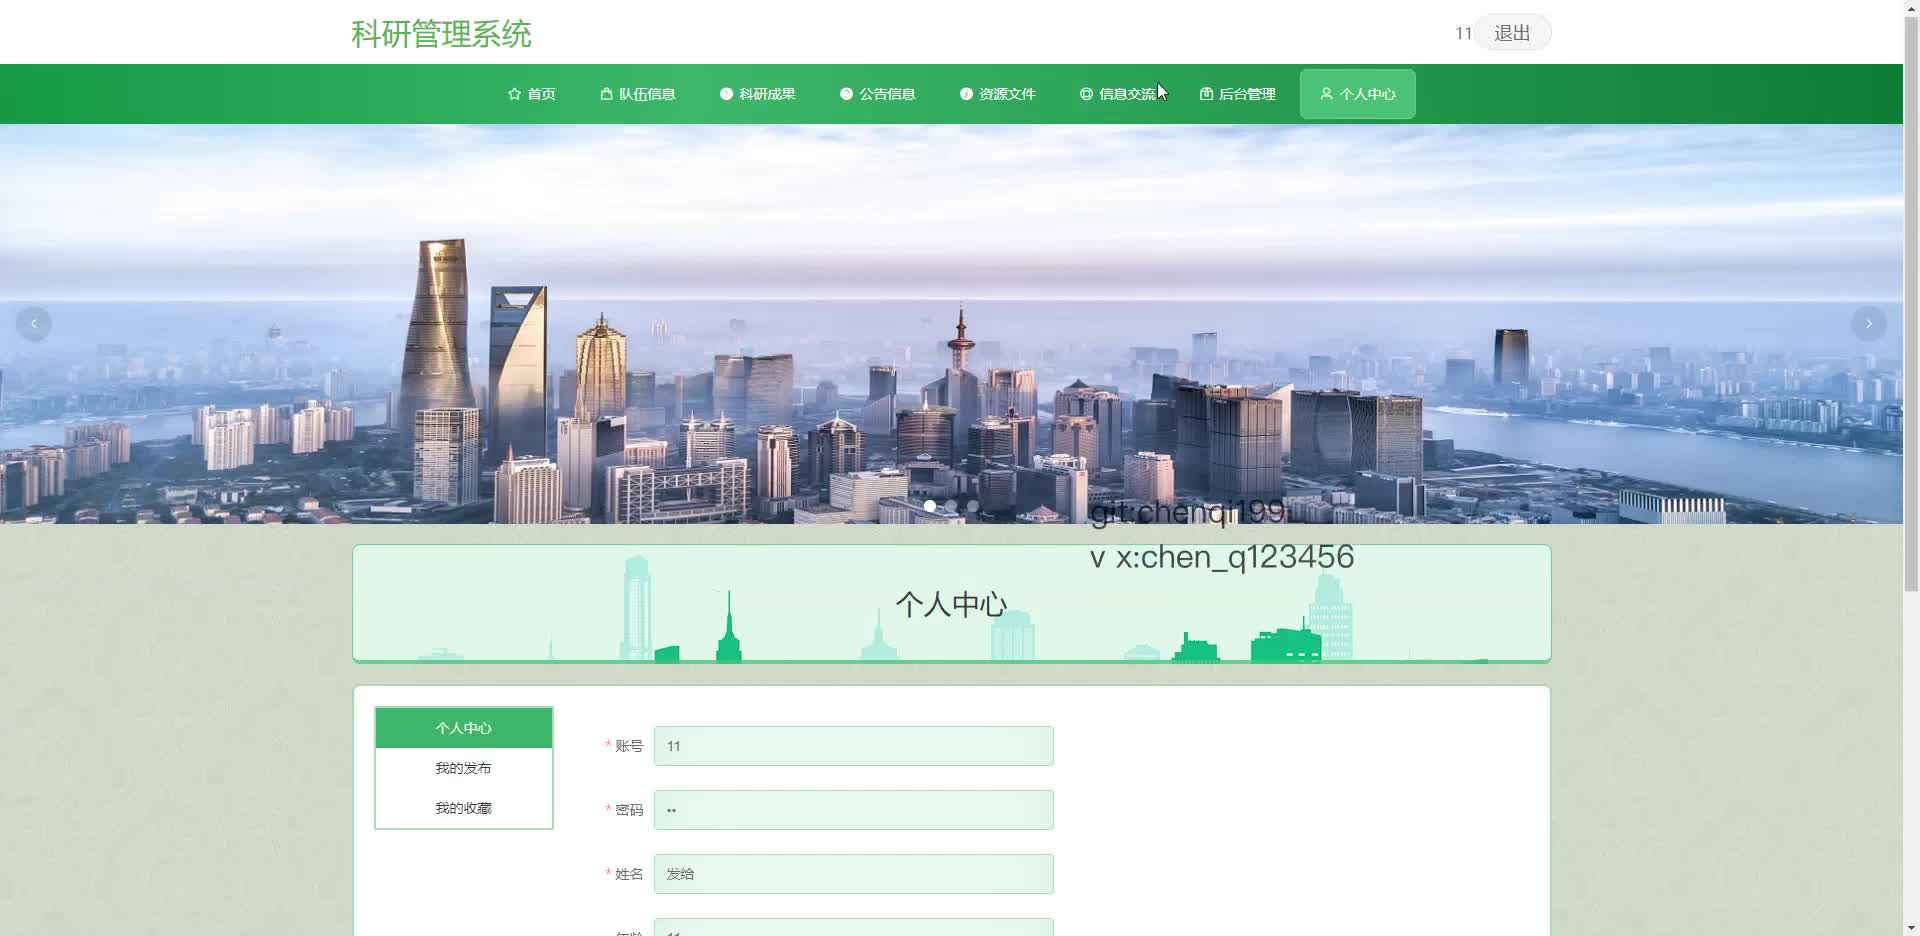 科研管理系统
11 退出
首页 队伍信息 科研成果 公告信息 资源文件 信息交流 后台管理 个人中心
git:chenqi199
v x:chen_q123456
个人中心
个人中心
我的发布
我的收藏
* 账号 11
* 密码 ••
* 姓名 发给